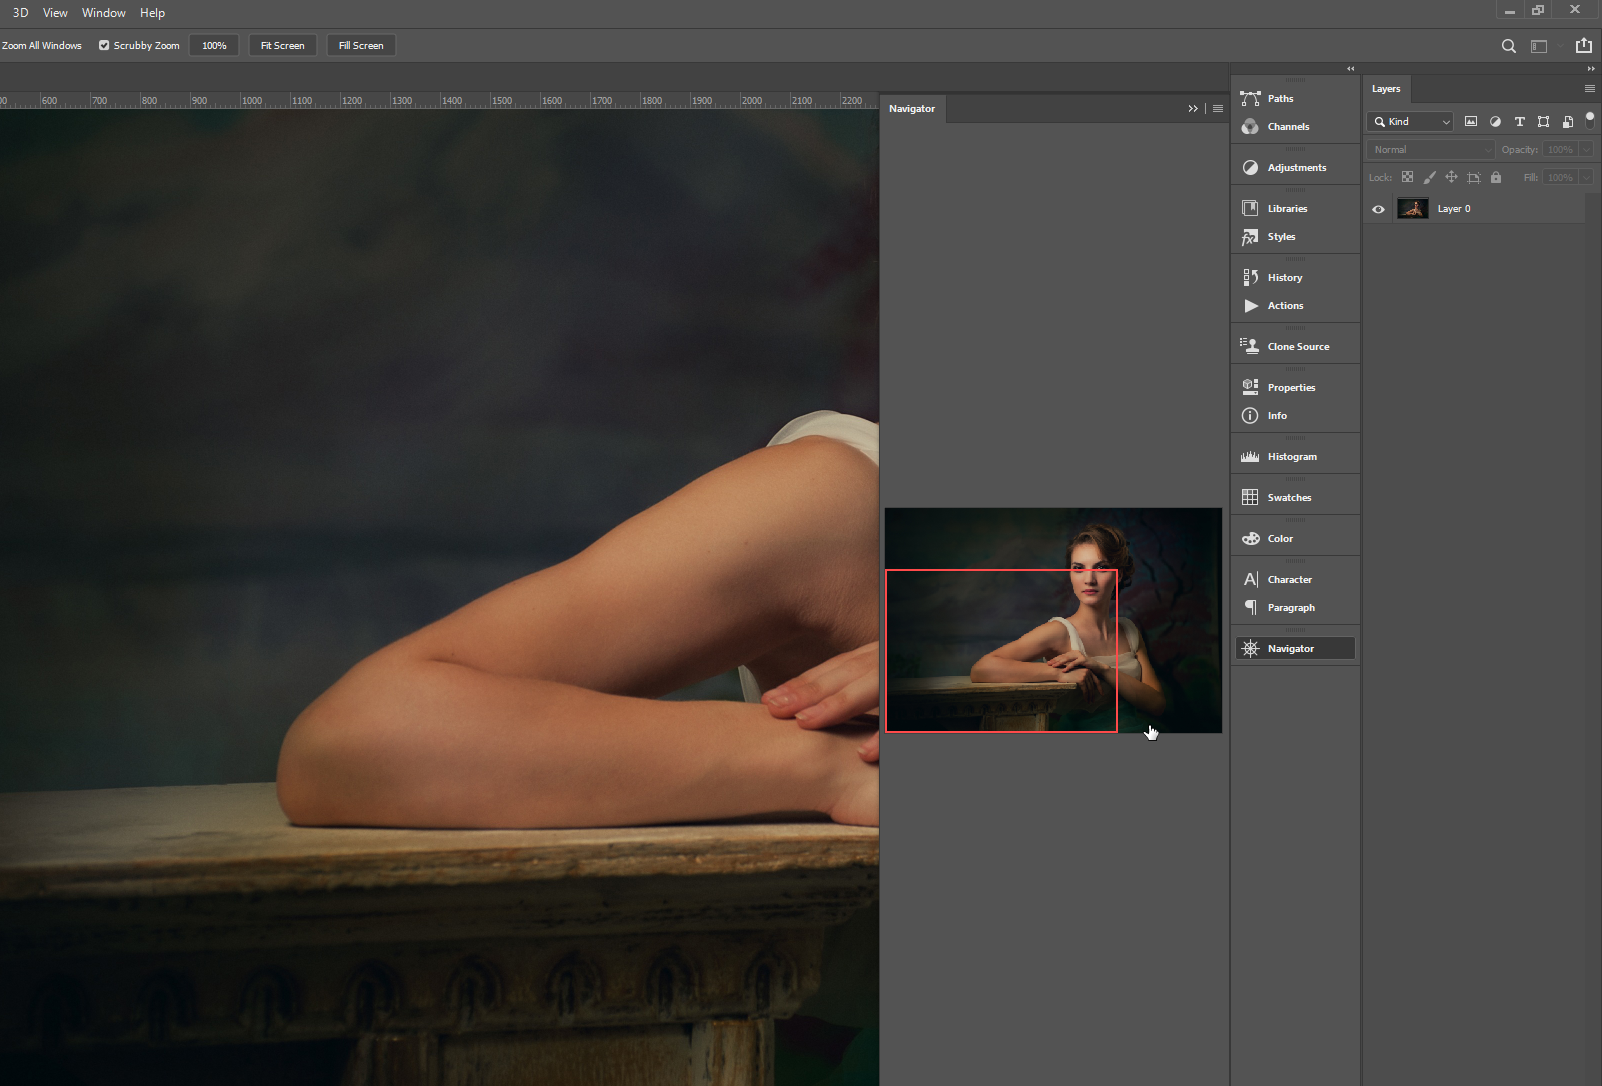 3D View Window Help
Zoom All Windows Scrubby Zoom 100% Fit Screen Fill Screen
600 700 800 900 1000 1100 1200 1300 1400 1500 1600 1700 1800 1900 2000 2100 2200
Navigator
Paths
Channels
Adjustments
Libraries
Styles
History
Actions
Clone Source
Properties
Info
Histogram
Swatches
Color
Character
Paragraph
Navigator
Layers
Kind
Normal Opacity: 100%
Lock: Fill: 100%
Layer 0